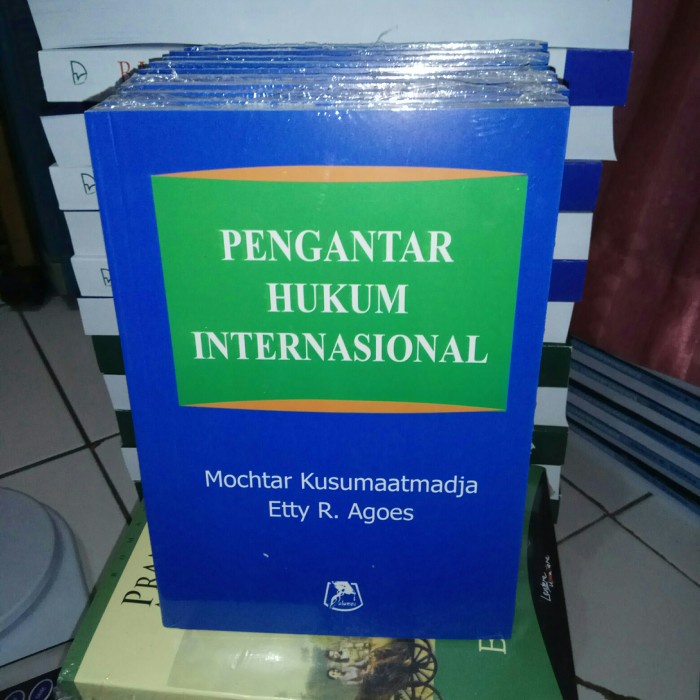 PENGANTAR
HUKUM
INTERNASIONAL
Mochtar Kusumaatmadja
Etty R. Agoes